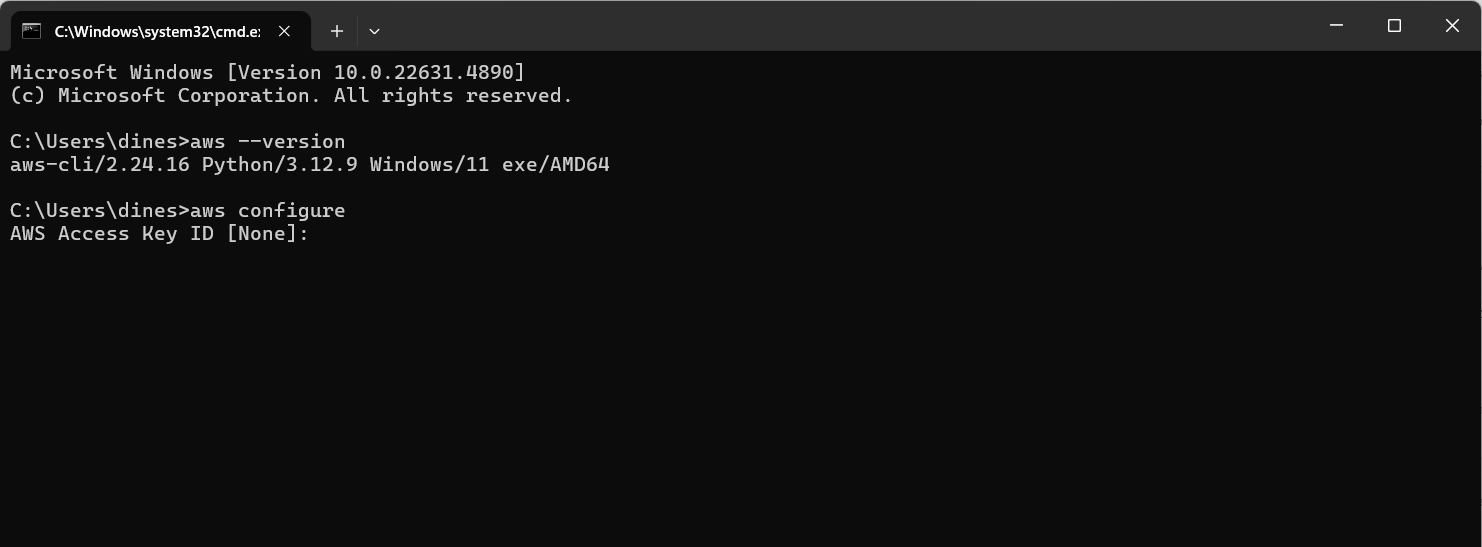 C:\Windows\system32\cmd.e
Microsoft Windows [Version 10.0.22631.4890]
(c) Microsoft Corporation. All rights reserved.
C:\Users\dines>aws --version
aws-cli/2.24.16 Python/3.12.9 Windows/11 exe/AMD64
C:\Users\dines>aws configure
AWS Access Key ID [None]: